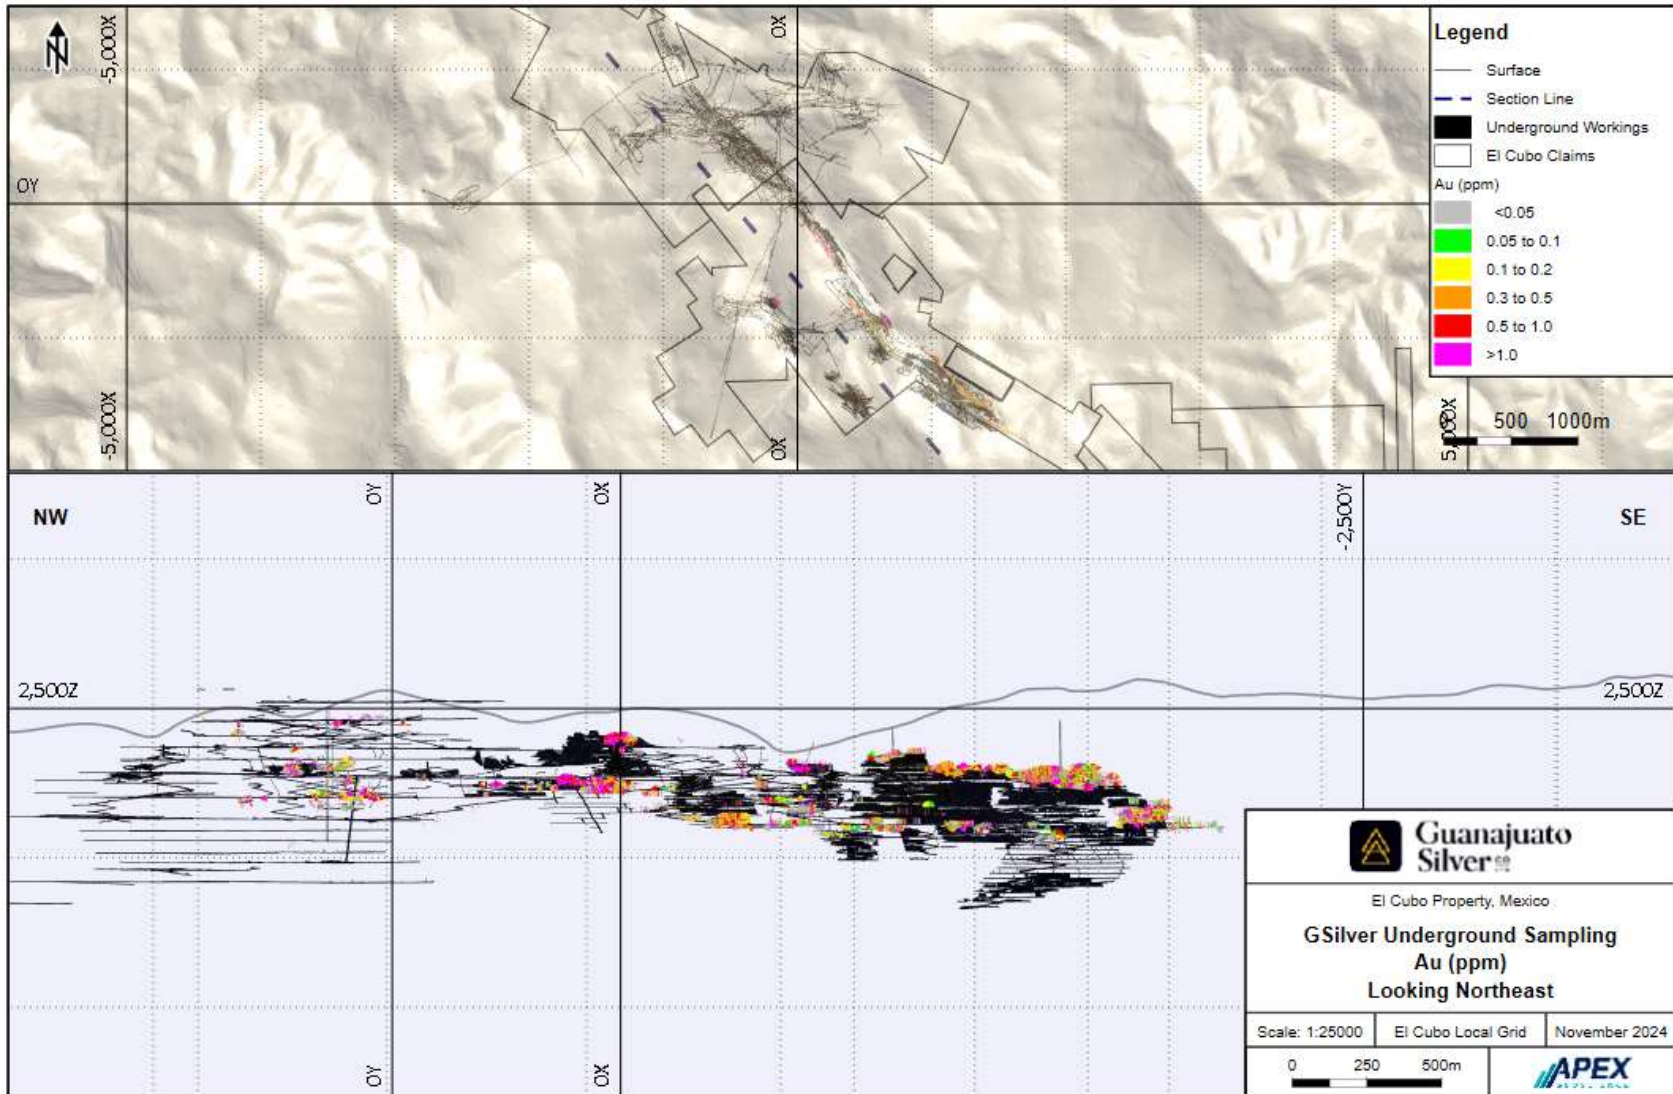 N
-5,000X
0X
Legend
Surface
Section Line
Underground Workings
El Cubo Claims
Au (ppm)
<0.05
0.05 to 0.1
0.1 to 0.2
0.3 to 0.5
0.5 to 1.0
>1.0
0Y
-5,000X
0X
5,000X
500 1000m
NW
0Y
0X
-2,500Y
SE
2,500Z
2,500Z
0Y
0X
Guanajuato
Silver
El Cubo Property, Mexico
GSilver Underground Sampling
Au (ppm)
Looking Northeast
Scale: 1:25000 El Cubo Local Grid November 2024
0 250 500m
APEX